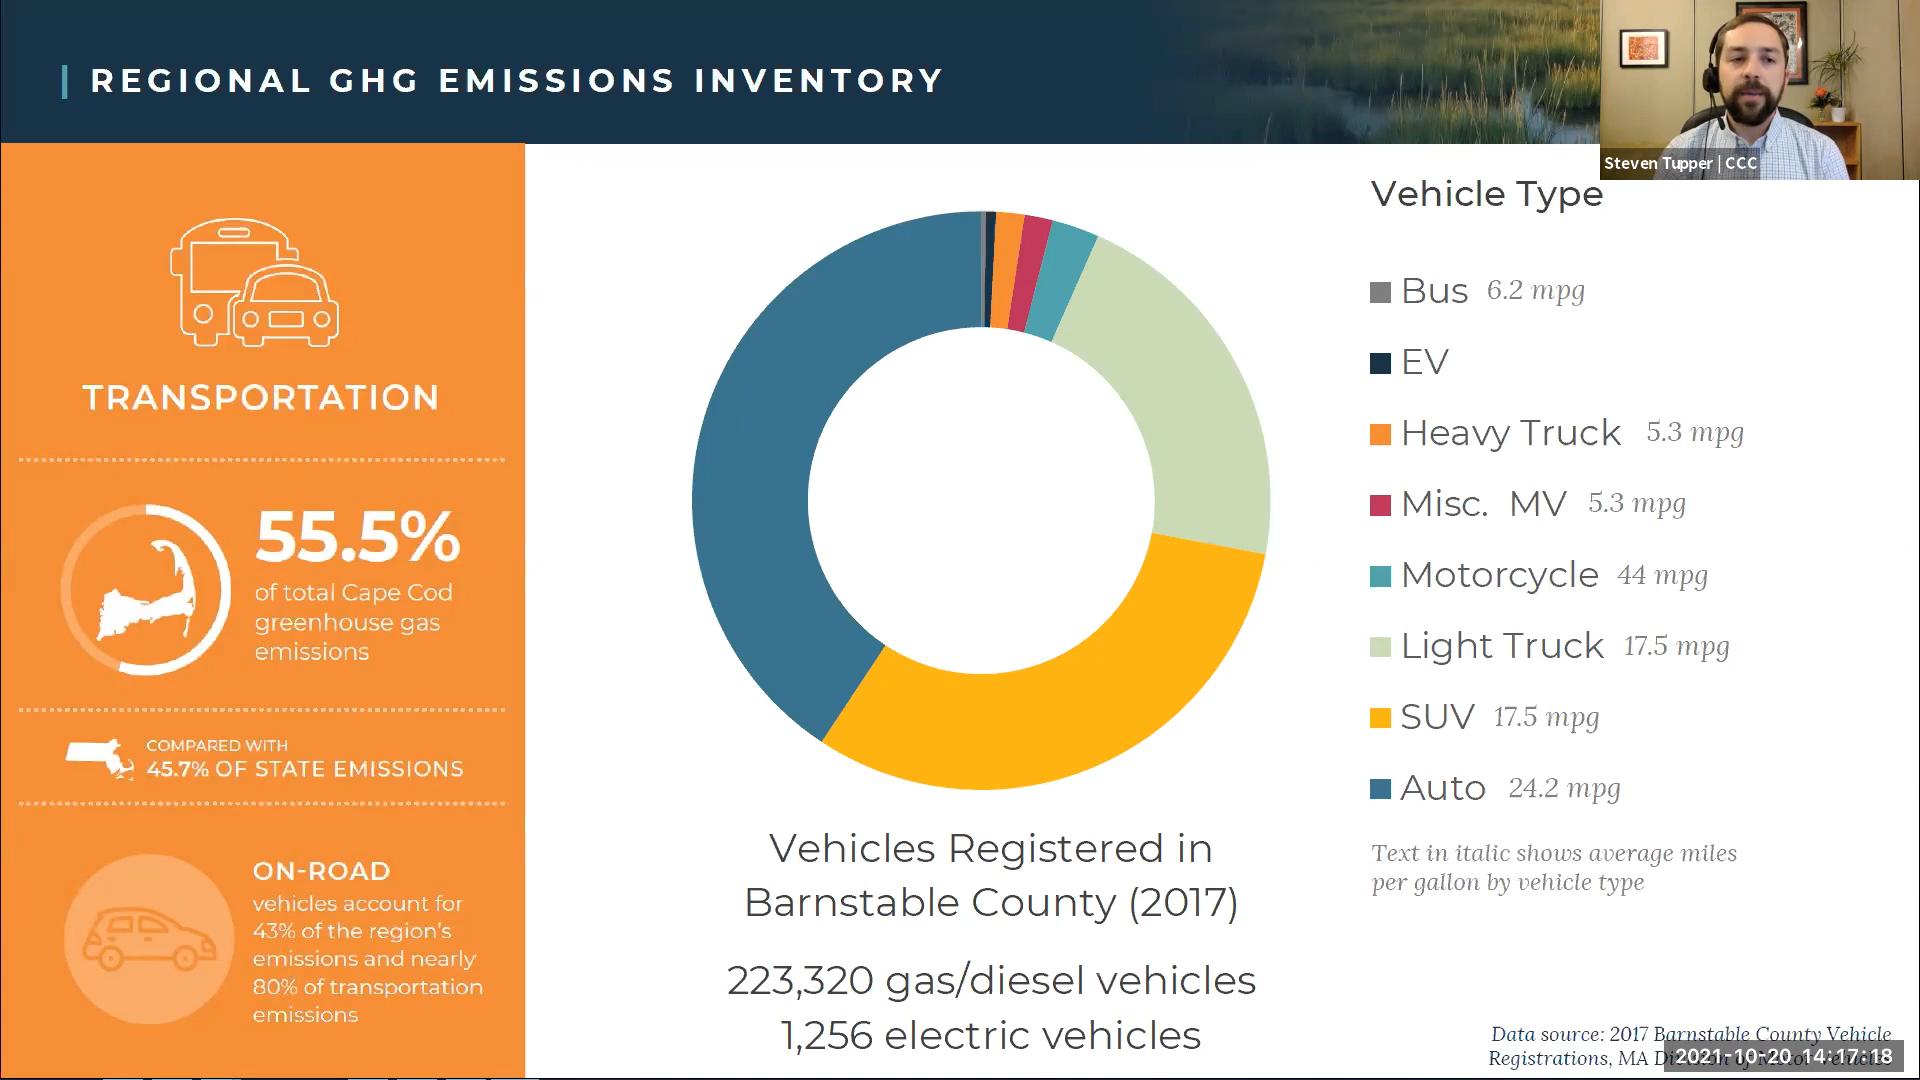 REGIONAL GHG EMISSIONS INVENTORY
Steven Tupper | CCC
TRANSPORTATION
55.5%
of total Cape Cod
greenhouse gas
emissions
COMPARED WITH
45.7% OF STATE EMISSIONS
ON-ROAD
vehicles account for
43% of the region's
emissions and nearly
80% of transportation
emissions
Vehicles Registered in
Barnstable County (2017)
223,320 gas/diesel vehicles
1,256 electric vehicles
Vehicle Type
Bus 6.2 mpg
EV
Heavy Truck 5.3 mpg
Misc. MV 5.3 mpg
Motorcycle 44 mpg
Light Truck 17.5 mpg
SUV 17.5 mpg
Auto 24.2 mpg
Text in italic shows average miles
per gallon by vehicle type
Data source: 2017 Barnstable County Vehicle
Registrations, MA Division of Motor Vehicles
2021-10-20 14:17:18